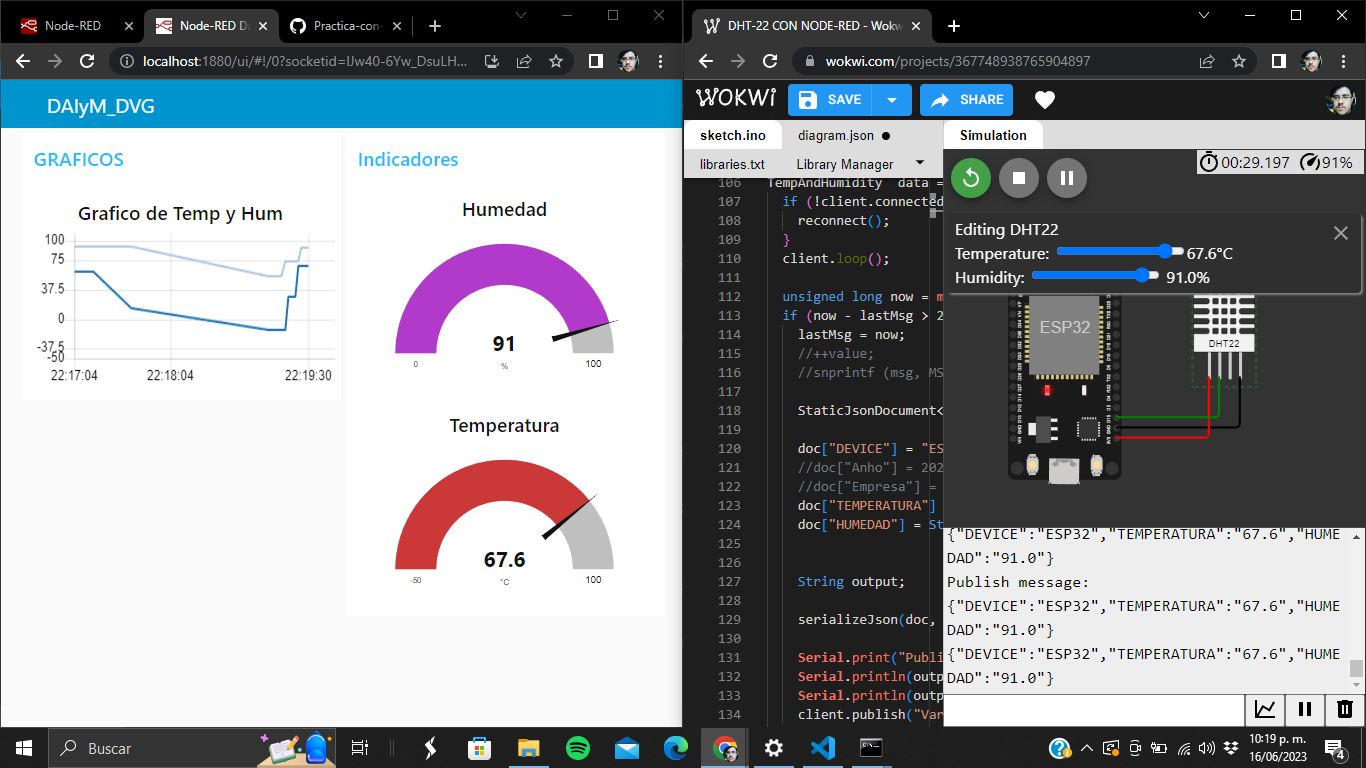 Node-RED
Node-RED D
Practica-con-
localhost:1880/ui/#!/0?socketid=IJw40-6Yw_DsuLH...
DAIyM_DVG
GRAFICOS
Grafico de Temp y Hum
100
75
37.5
0
-37.5
-50
22:17:04
22:18:04
22:19:30
Indicadores
Humedad
91
%
0
100
Temperatura
67.6
°C
-50
100
DHT-22 CON NODE-RED - Wokw
wokwi.com/projects/367748938765904897
WOKWI
SAVE
SHARE
sketch.ino
diagram.json ●
libraries.txt
Library Manager
106 TempAndHumidity data =
107 if (!client.connected
108 reconnect();
109 }
110 client.loop();
111
112 unsigned long now = m
113 if (now - lastMsg > 2
114 lastMsg = now;
115 //++value;
116 //snprintf (msg, MS
117
118 StaticJsonDocument<
119
120 doc["DEVICE"] = "ES
121 //doc["Anho"] = 202
122 //doc["Empresa"] =
123 doc["TEMPERATURA"]
124 doc["HUMEDAD"] = St
125
126
127 String output;
128
129 serializeJson(doc,
130
131 Serial.print("Publi
132 Serial.println(outp
133 Serial.println(outp
134 client.publish("Var
Simulation
00:29.197
91%
Editing DHT22
Temperature: 67.6°C
Humidity: 91.0%
ESP32
DHT22
{"DEVICE":"ESP32","TEMPERATURA":"67.6","HUME
DAD":"91.0"}
Publish message:
{"DEVICE":"ESP32","TEMPERATURA":"67.6","HUME
DAD":"91.0"}
{"DEVICE":"ESP32","TEMPERATURA":"67.6","HUME
DAD":"91.0"}
Buscar
10:19 p. m.
16/06/2023
4